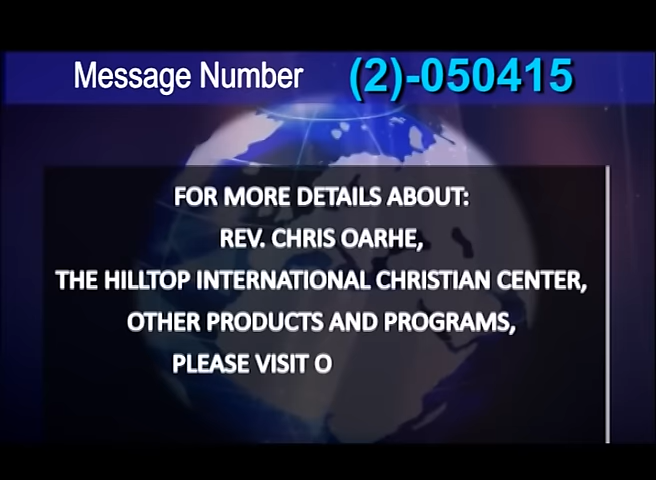 Message Number (2)-050415
FOR MORE DETAILS ABOUT:
REV. CHRIS OARHE,
THE HILLTOP INTERNATIONAL CHRISTIAN CENTER,
OTHER PRODUCTS AND PROGRAMS,
PLEASE VISIT O